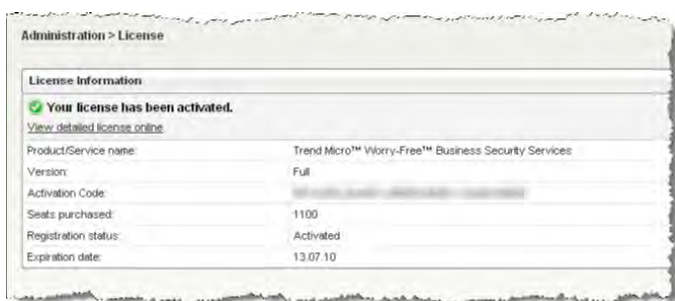 Administration > License
License Information
Your license has been activated.
View detailed license online
Product/Service name: Trend Micro™ Worry-Free™ Business Security Services
Version: Full
Activation Code:
Seats purchased: 1100
Registration status: Activated
Expiration date: 13.07.10